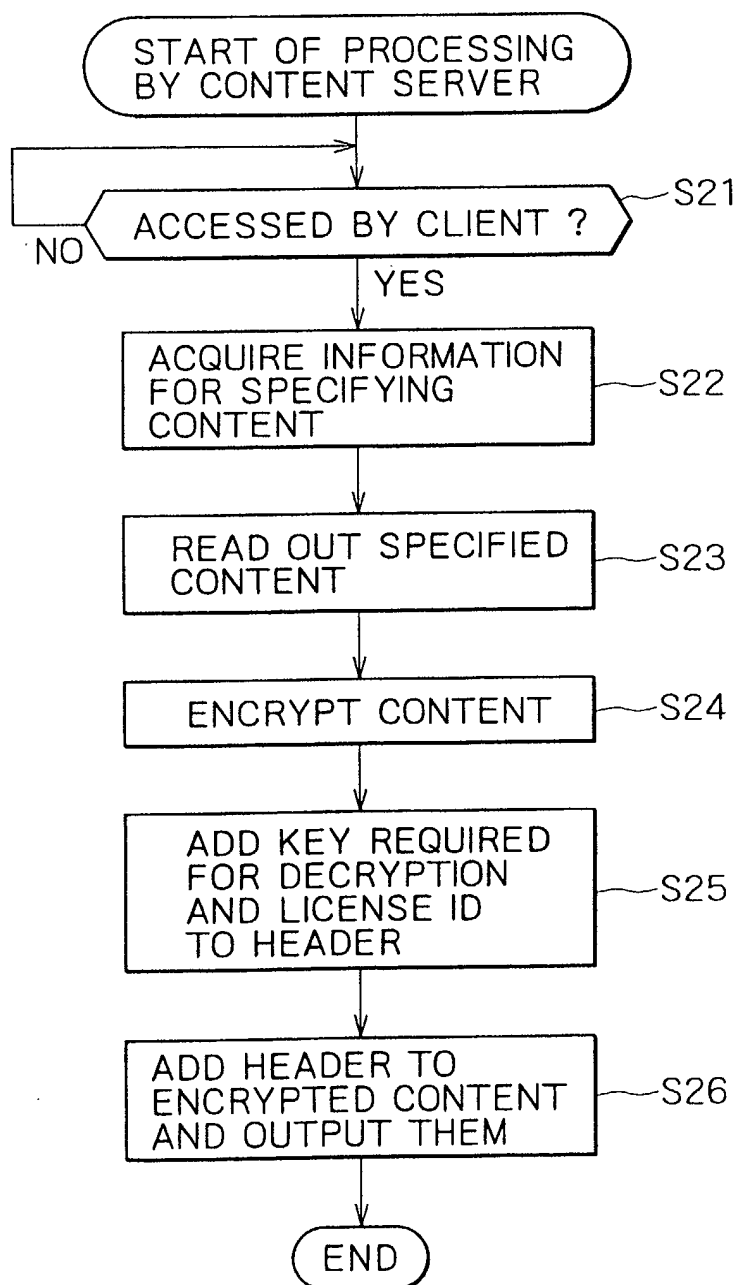 START OF PROCESSING
BY CONTENT SERVER
ACCESSED BY CLIENT ?
S21
NO
YES
ACQUIRE INFORMATION
FOR SPECIFYING
CONTENT
S22
READ OUT SPECIFIED
CONTENT
S23
ENCRYPT CONTENT
S24
ADD KEY REQUIRED
FOR DECRYPTION
AND LICENSE ID
TO HEADER
S25
ADD HEADER TO
ENCRYPTED CONTENT
AND OUTPUT THEM
S26
END